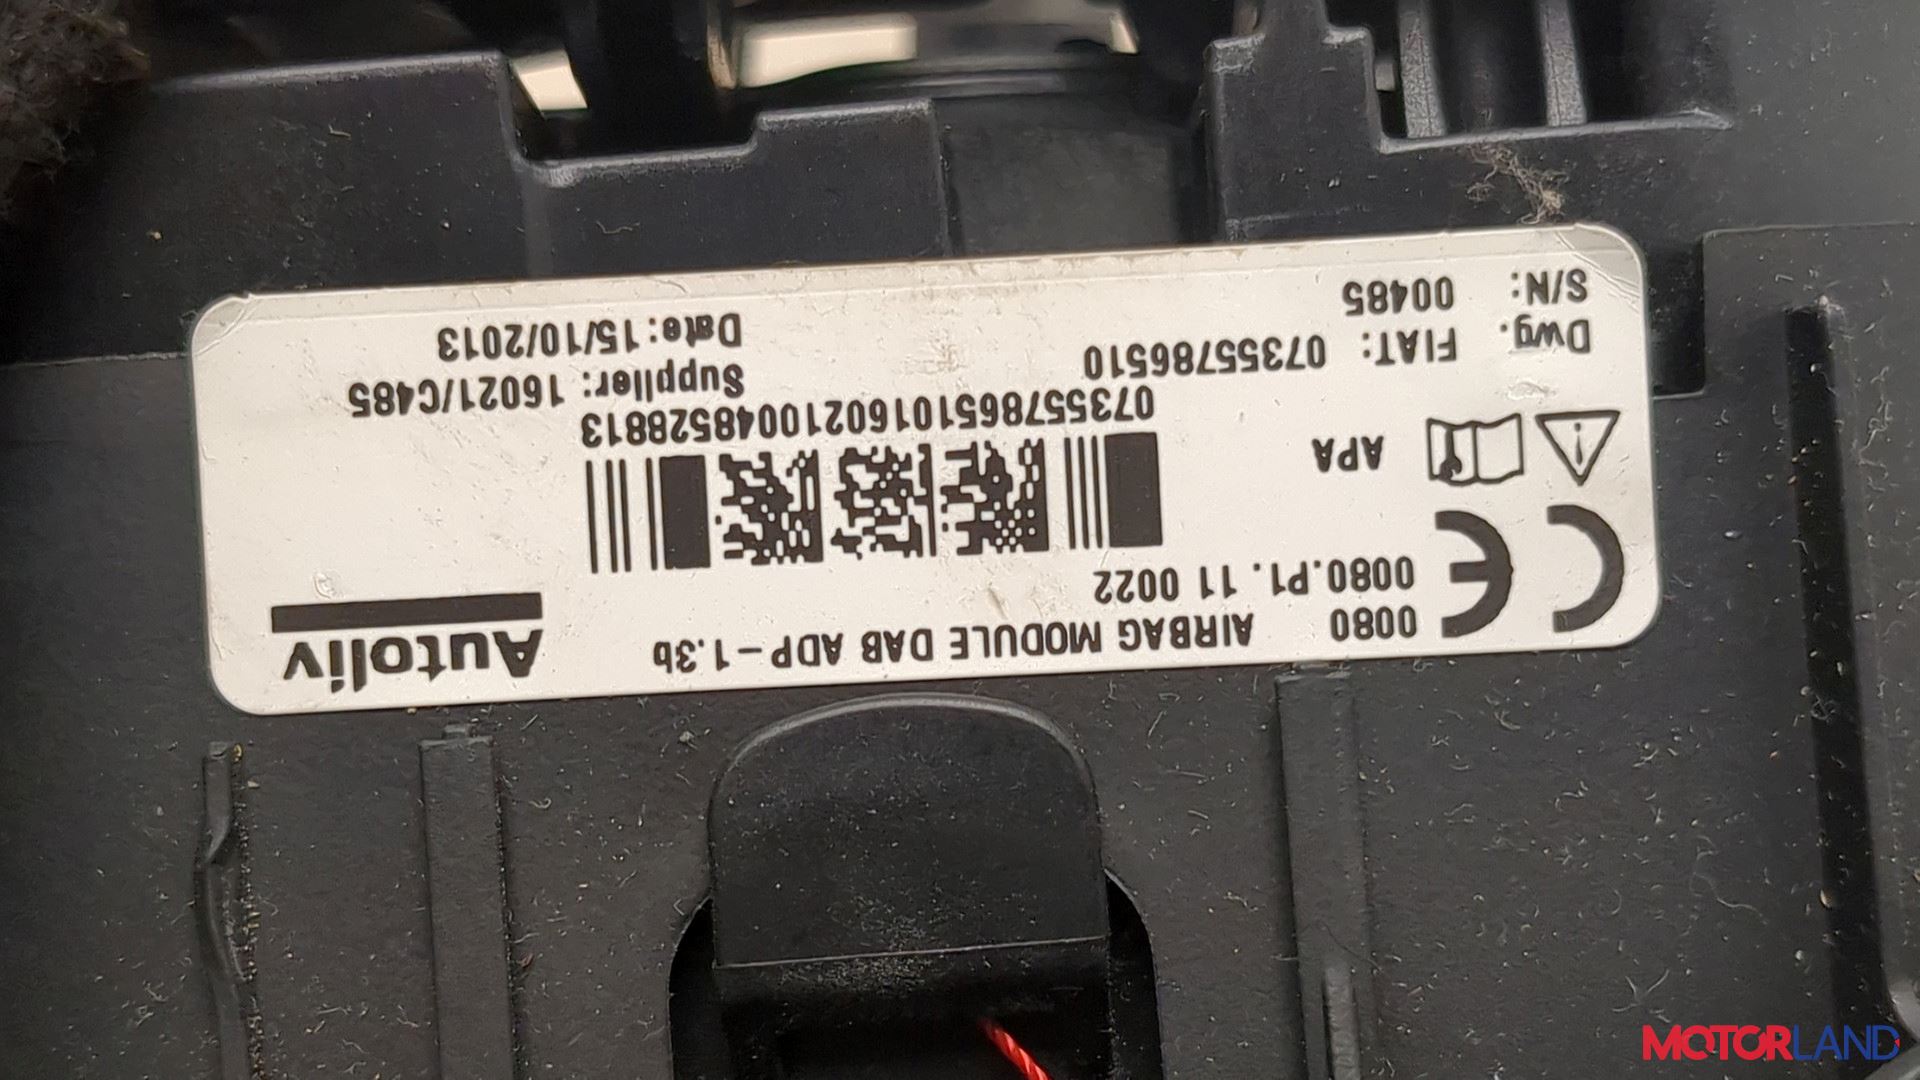 CE 0080 AIRBAG MODULE DAB ADP-1.3b Autoliv
0080.P1. 11 0022
APA
07355786510160210048528813
Dwg. FIAT: 07355786510 Supplier: 16021/C485
S/N: 00485 Date:15/10/2013
MOTORLAND